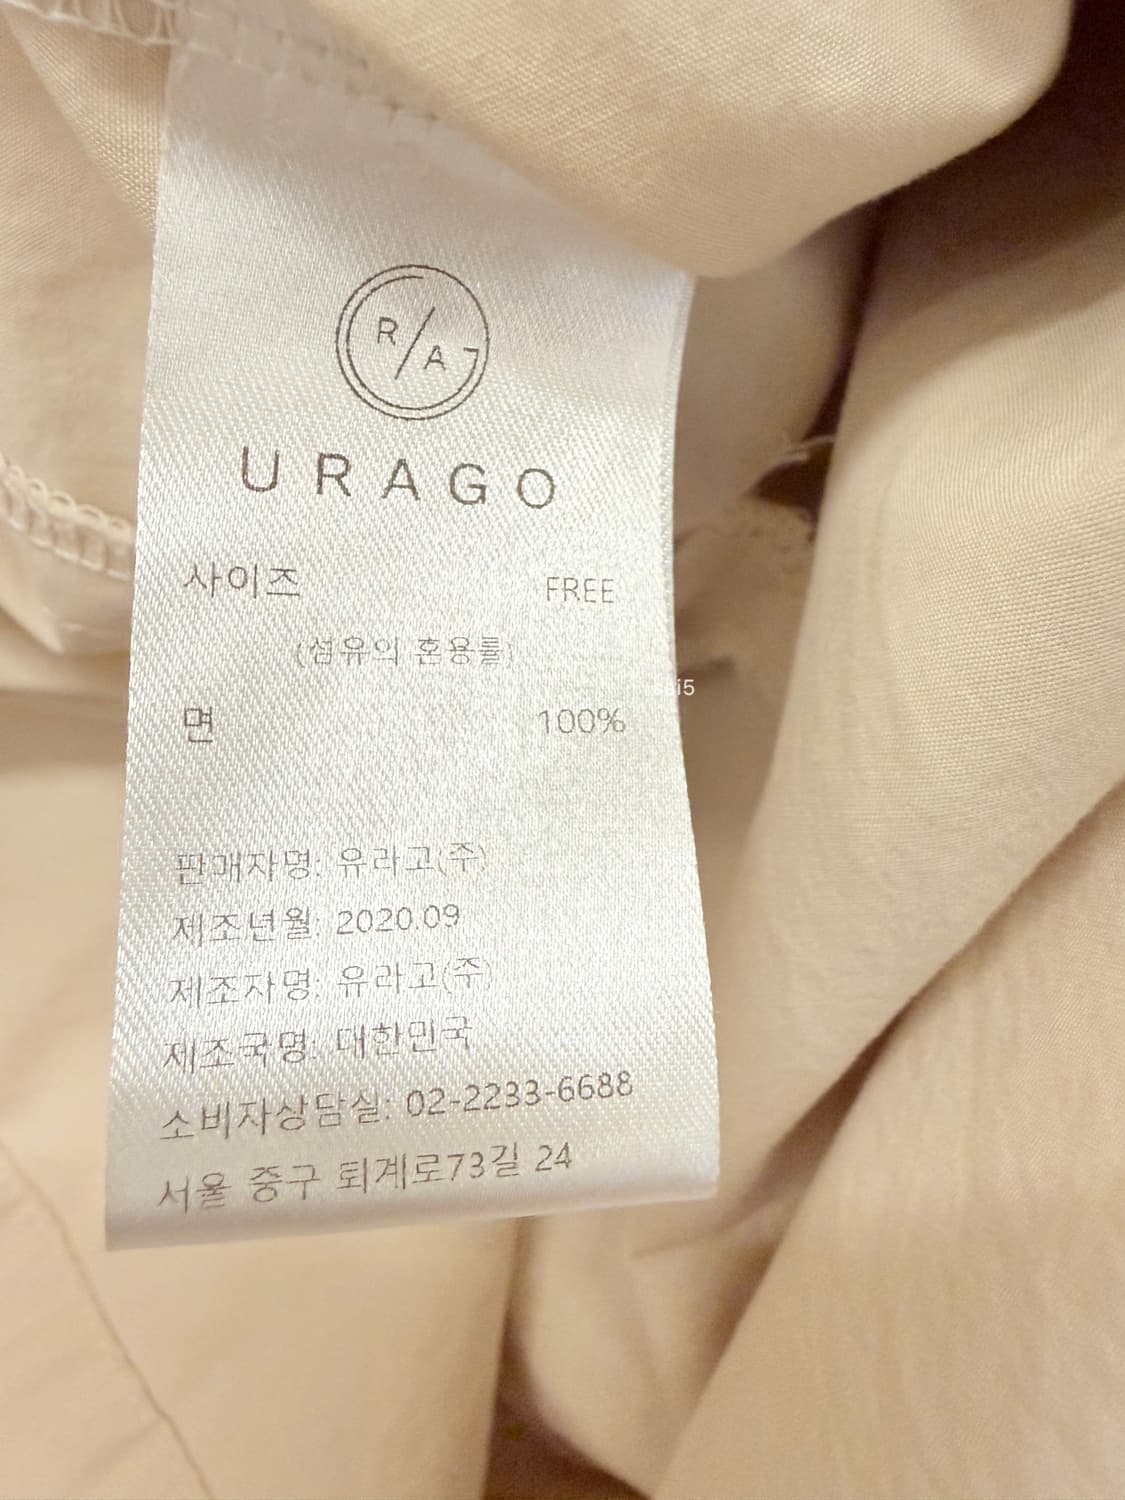 R/A
URAGO
사이즈 FREE
(섬유의 혼용률)
면 100%
판매자명: 유라고(주)
제조년월: 2020.09
제조자명: 유라고(주)
제조국명: 대한민국
소비자상담실: 02-2233-6688
서울 중구 퇴계로73길 24